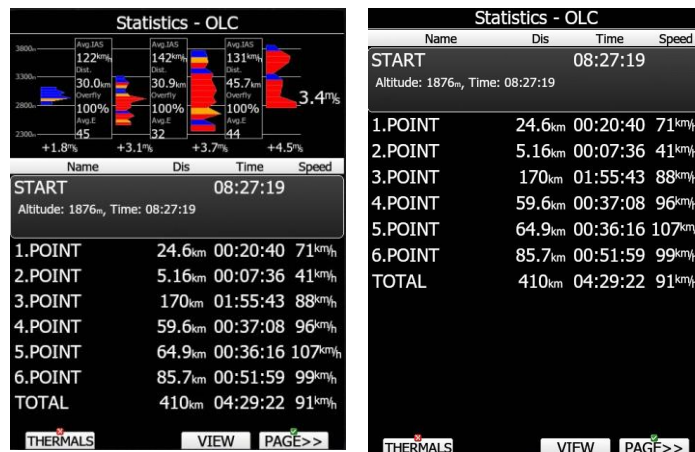 Statistics - OLC
3800m
3300m
2800m
2300m
Avg.IAS
122km/h
Dist.
30.0km
Overfly
100%
Avg.E
45
Avg.IAS
142km/h
Dist.
30.9km
Overfly
100%
Avg.E
32
Avg.IAS
131km/h
Dist.
45.7km
Overfly
100%
Avg.E
44
3.4m/s
+1.8m/s +3.1m/s +3.7m/s +4.5m/s
Name Dis Time Speed
START 08:27:19
Altitude: 1876m, Time: 08:27:19
1.POINT 24.6km 00:20:40 71km/h
2.POINT 5.16km 00:07:36 41km/h
3.POINT 170km 01:55:43 88km/h
4.POINT 59.6km 00:37:08 96km/h
5.POINT 64.9km 00:36:16 107km/h
6.POINT 85.7km 00:51:59 99km/h
TOTAL 410km 04:29:22 91km/h
THERMALS VIEW PAGE>>
Statistics - OLC
Name Dis Time Speed
START 08:27:19
Altitude: 1876m, Time: 08:27:19
1.POINT 24.6km 00:20:40 71km/h
2.POINT 5.16km 00:07:36 41km/h
3.POINT 170km 01:55:43 88km/h
4.POINT 59.6km 00:37:08 96km/h
5.POINT 64.9km 00:36:16 107km/
6.POINT 85.7km 00:51:59 99km/h
TOTAL 410km 04:29:22 91km/h
THERMALS VIEW PAGE>>